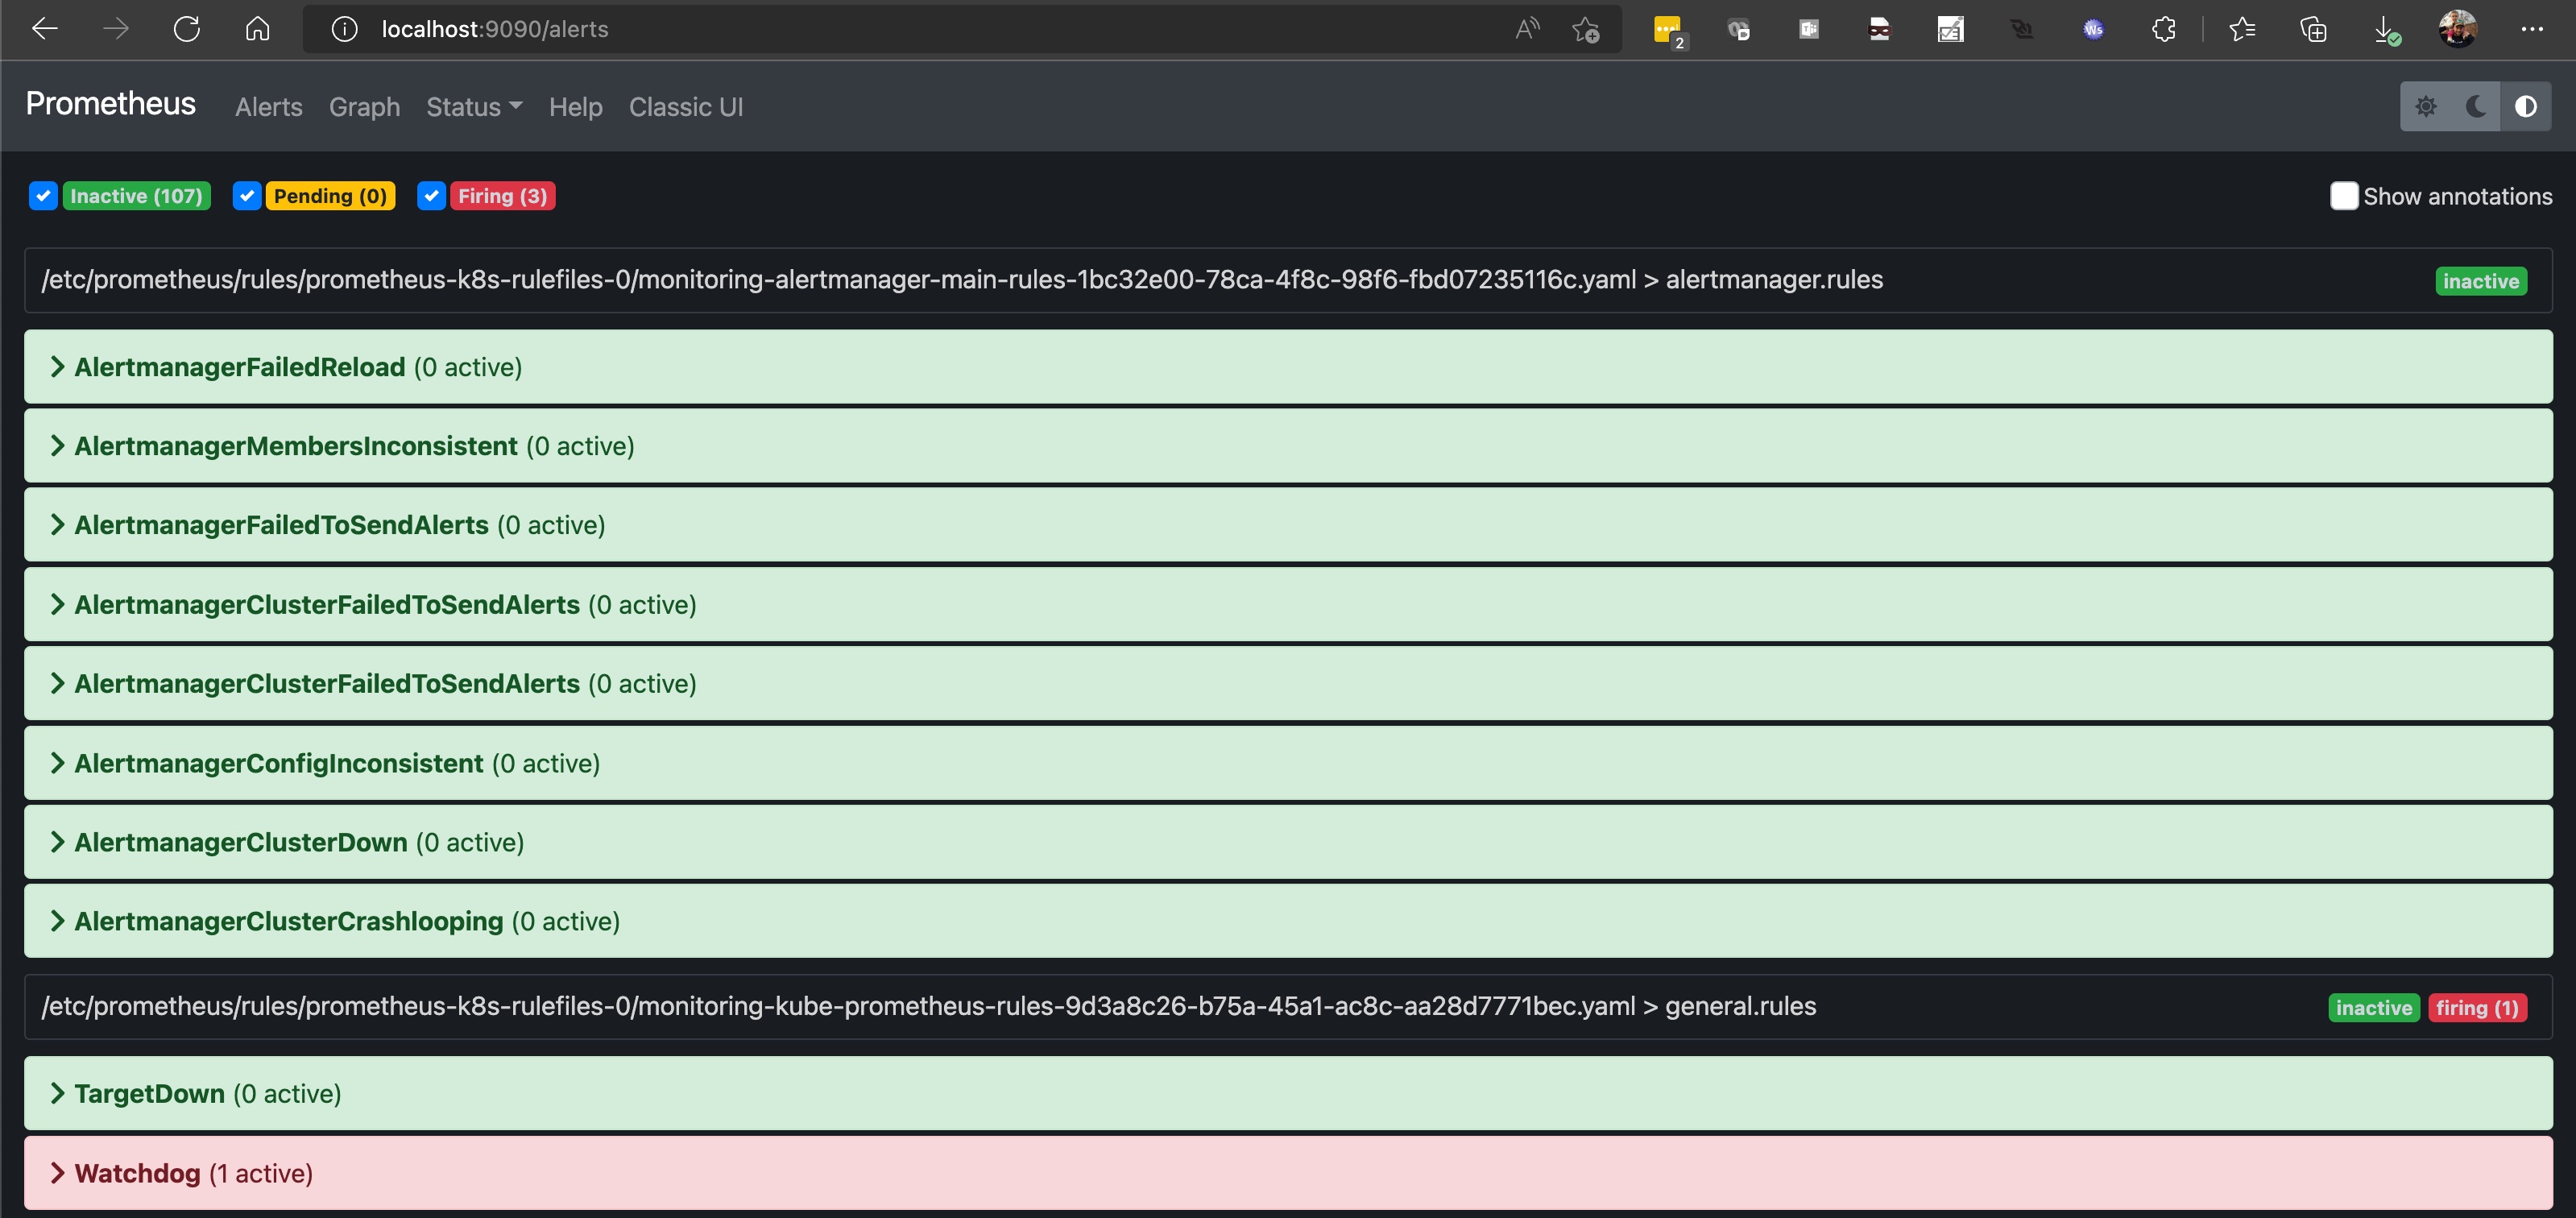 localhost:9090/alerts
2
Ws
Prometheus Alerts Graph Status Help Classic UI
Inactive (107) Pending (0) Firing (3) Show annotations
/etc/prometheus/rules/prometheus-k8s-rulefiles-0/monitoring-alertmanager-main-rules-1bc32e00-78ca-4f8c-98f6-fbd07235116c.yaml > alertmanager.rules inactive
AlertmanagerFailedReload (0 active)
AlertmanagerMembersInconsistent (0 active)
AlertmanagerFailedToSendAlerts (0 active)
AlertmanagerClusterFailedToSendAlerts (0 active)
AlertmanagerClusterFailedToSendAlerts (0 active)
AlertmanagerConfigInconsistent (0 active)
AlertmanagerClusterDown (0 active)
AlertmanagerClusterCrashlooping (0 active)
/etc/prometheus/rules/prometheus-k8s-rulefiles-0/monitoring-kube-prometheus-rules-9d3a8c26-b75a-45a1-ac8c-aa28d7771bec.yaml > general.rules inactive firing (1)
TargetDown (0 active)
Watchdog (1 active)